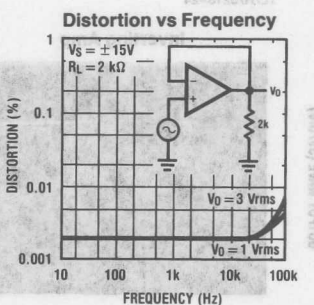 Distortion vs Frequency
1
VS = ± 15V
RL = 2 kΩ
−
+
VO
2k
0.1
0.01
0.001
DISTORTION (%)
VO = 3 Vrms
VO = 1 Vrms
10 100 1k 10k 100k
FREQUENCY (Hz)